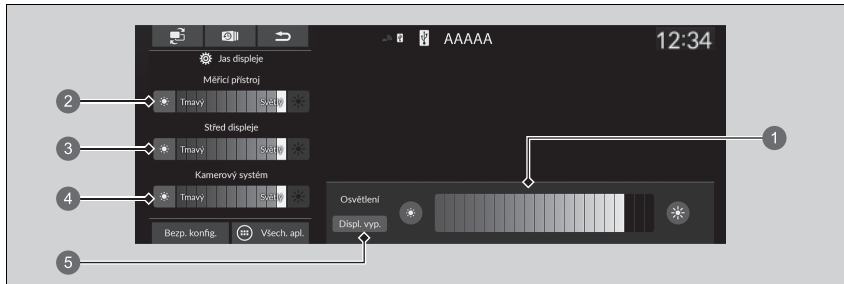 AAAAA
12:34
Jas displeje
Měřicí přístroj
Tmavý Světlý
Střed displeje
Tmavý Světlý
Kamerový systém
Tmavý Světlý
Bezp. konfig. Všech. apl.
Osvětlení
Displ. vyp.
1
2
3
4
5